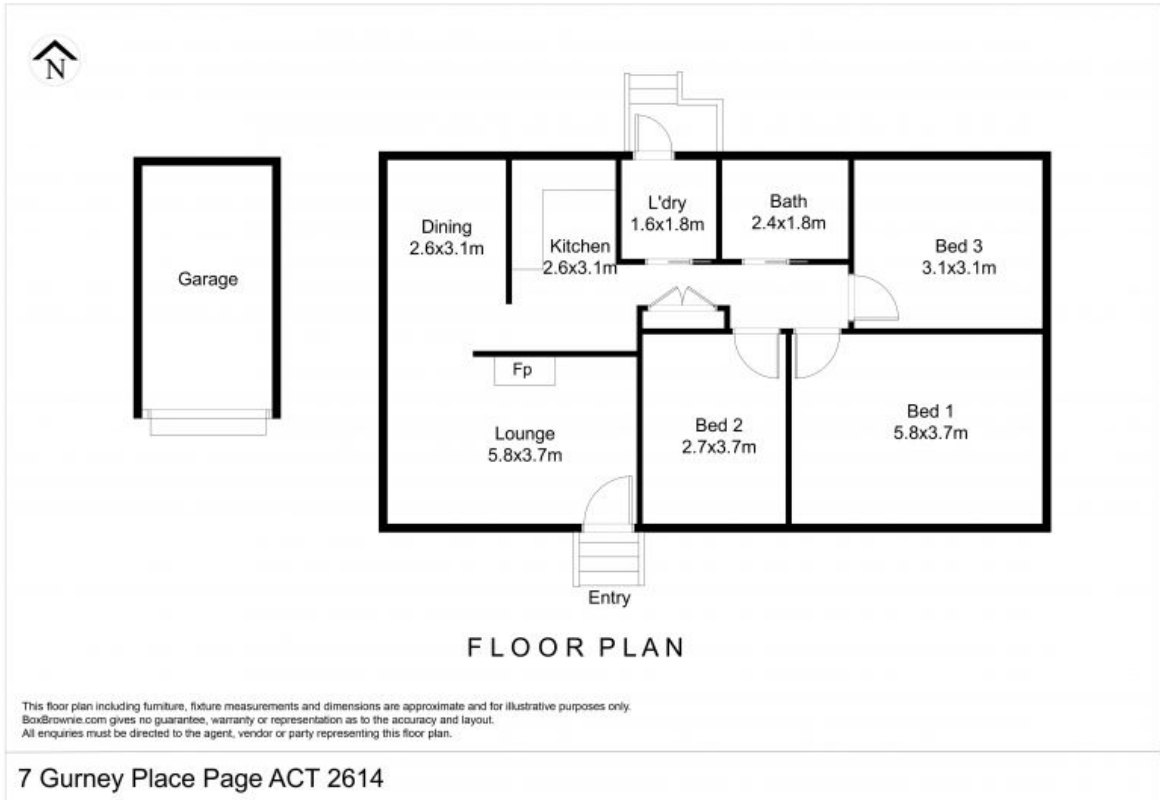 N
Garage
Dining
2.6x3.1m
Kitchen
2.6x3.1m
L'dry
1.6x1.8m
Bath
2.4x1.8m
Bed 3
3.1x3.1m
Fp
Lounge
5.8x3.7m
Bed 2
2.7x3.7m
Bed 1
5.8x3.7m
Entry
FLOOR PLAN
This floor plan including furniture, fixture measurements and dimensions are approximate and for illustrative purposes only.
BoxBrownie.com gives no guarantee, warranty or representation as to the accuracy and layout.
All enquiries must be directed to the agent, vendor or party representing this floor plan.
7 Gurney Place Page ACT 2614